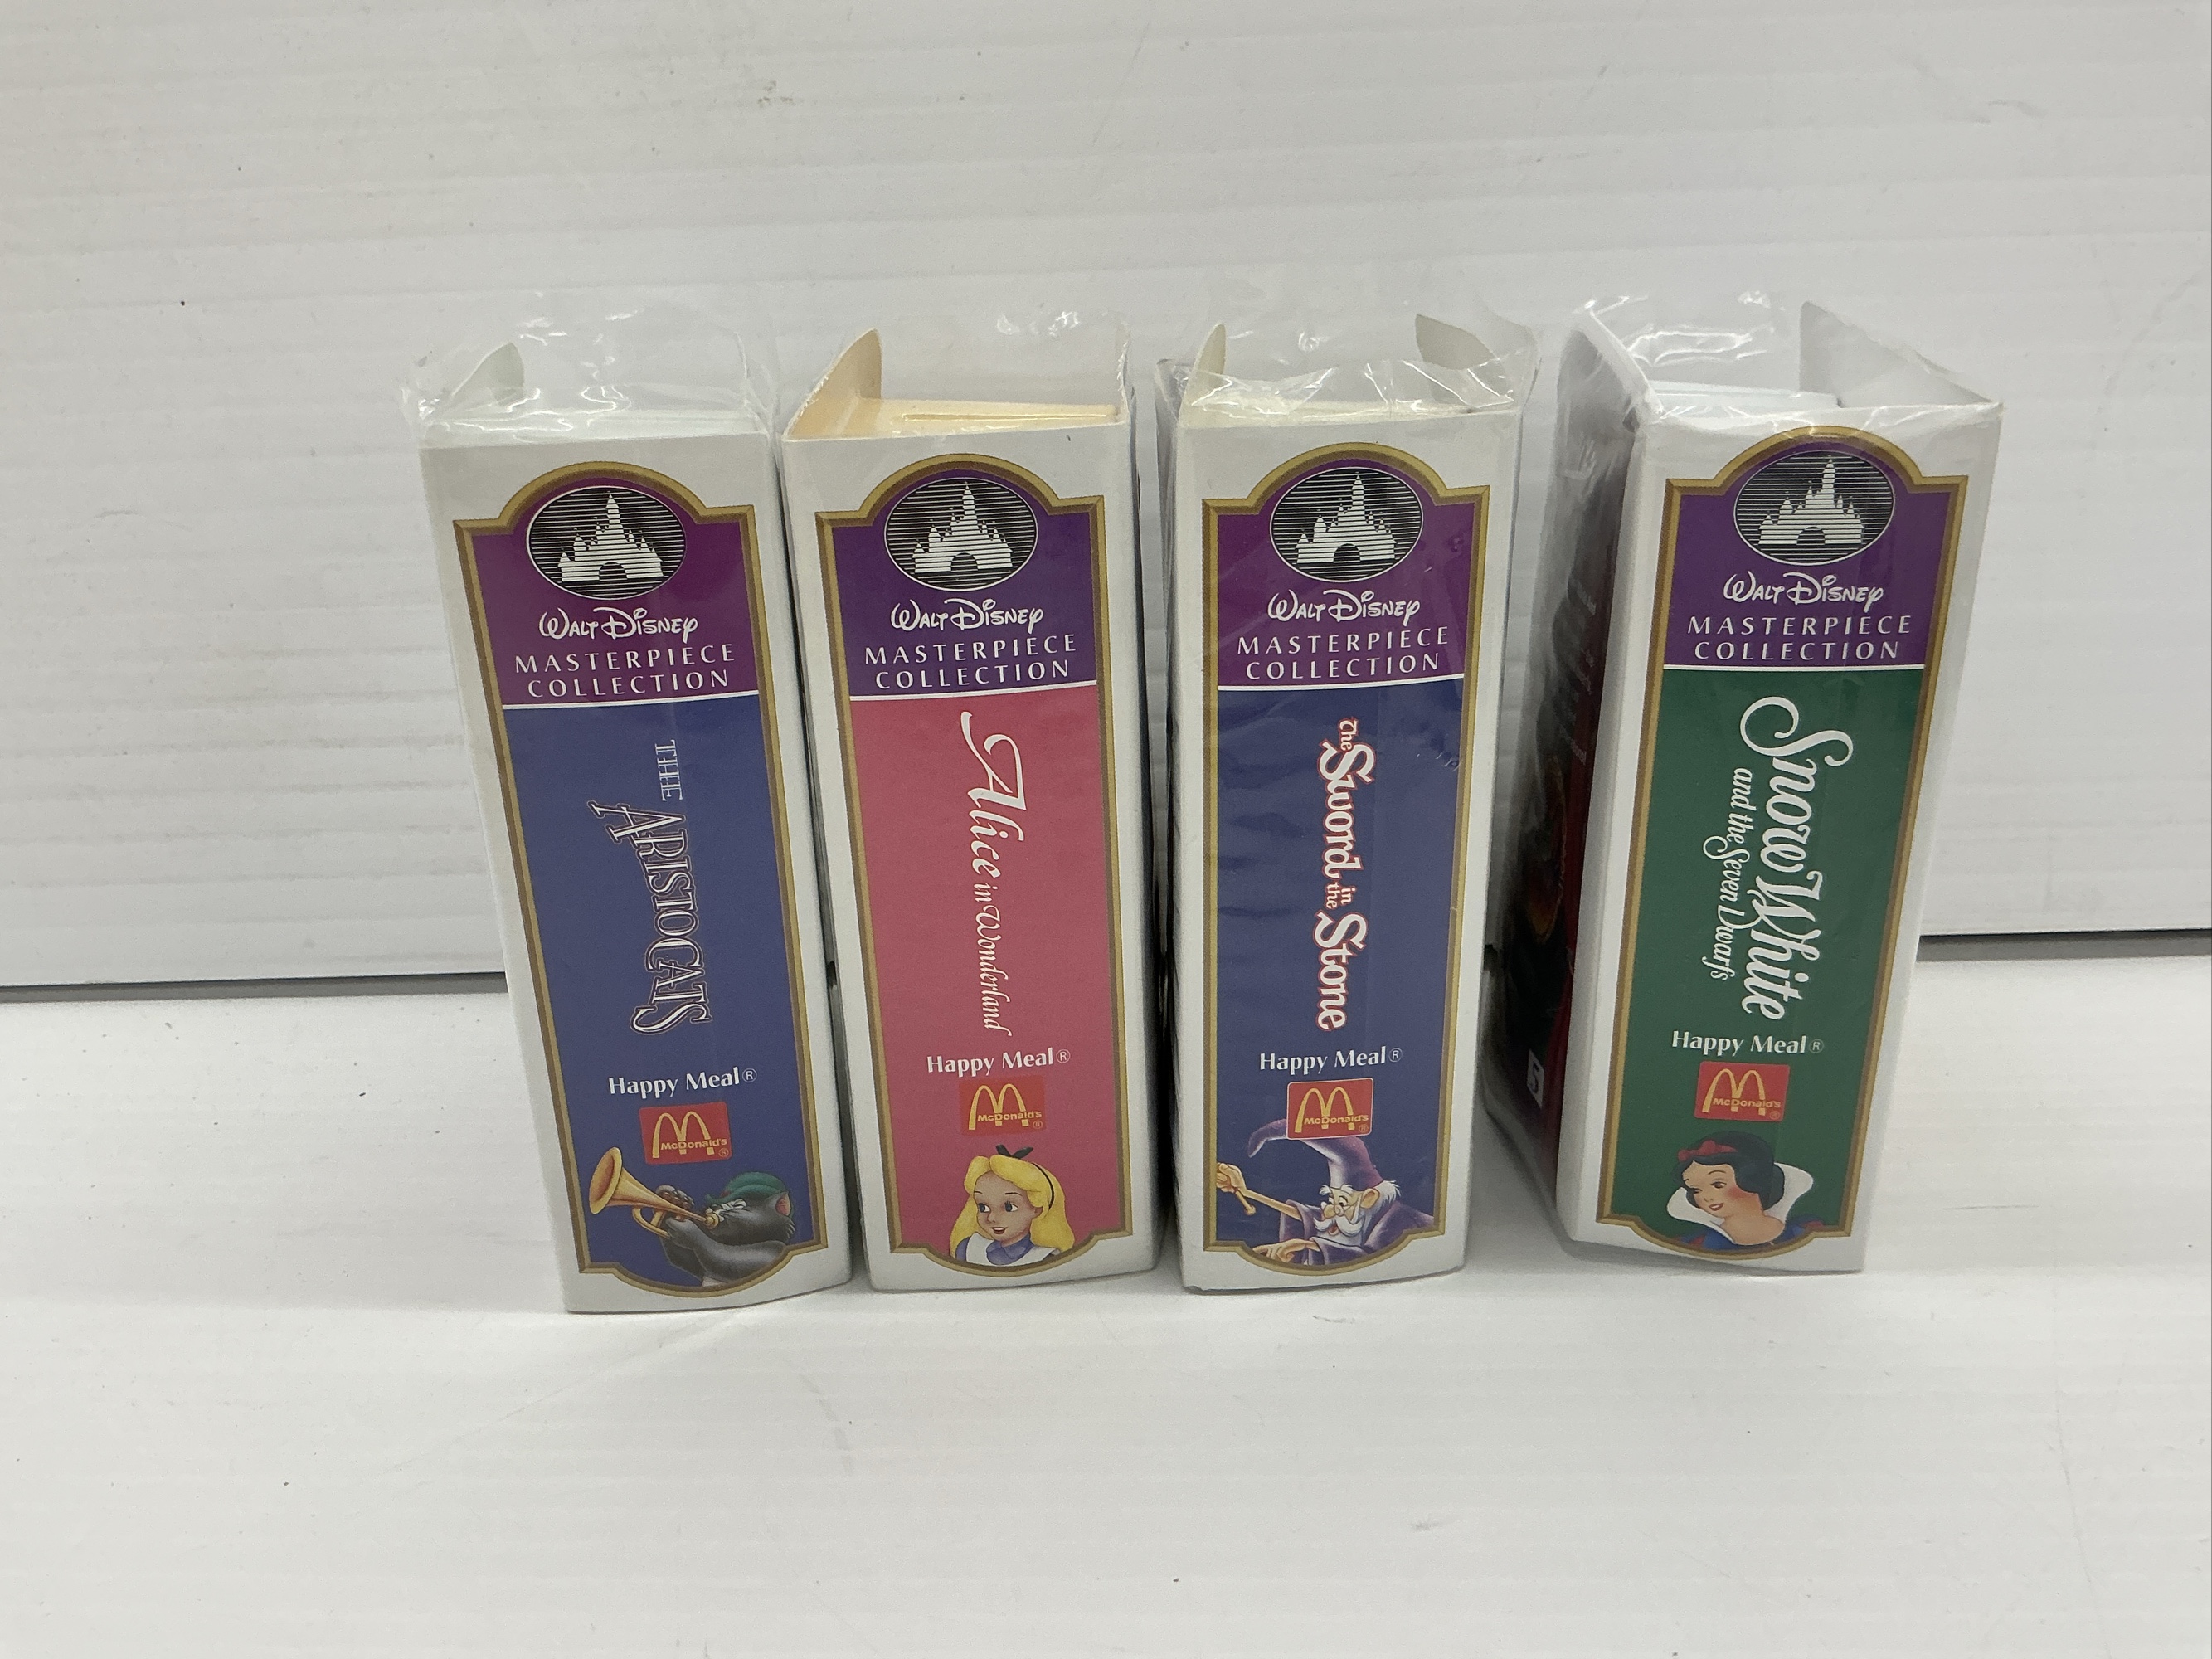 WALT DISNEY
MASTERPIECE
COLLECTION
THE
ARISTOCATS
Happy Meal®
McDonald's
®
WALT DISNEY
MASTERPIECE
COLLECTION
Alice in Wonderland
Happy Meal®
McDonald's
®
WALT DISNEY
MASTERPIECE
COLLECTION
The Sword in the Stone
Happy Meal®
McDonald's
®
WALT DISNEY
MASTERPIECE
COLLECTION
Snow White
and the Seven Dwarfs
Happy Meal®
McDonald's
®